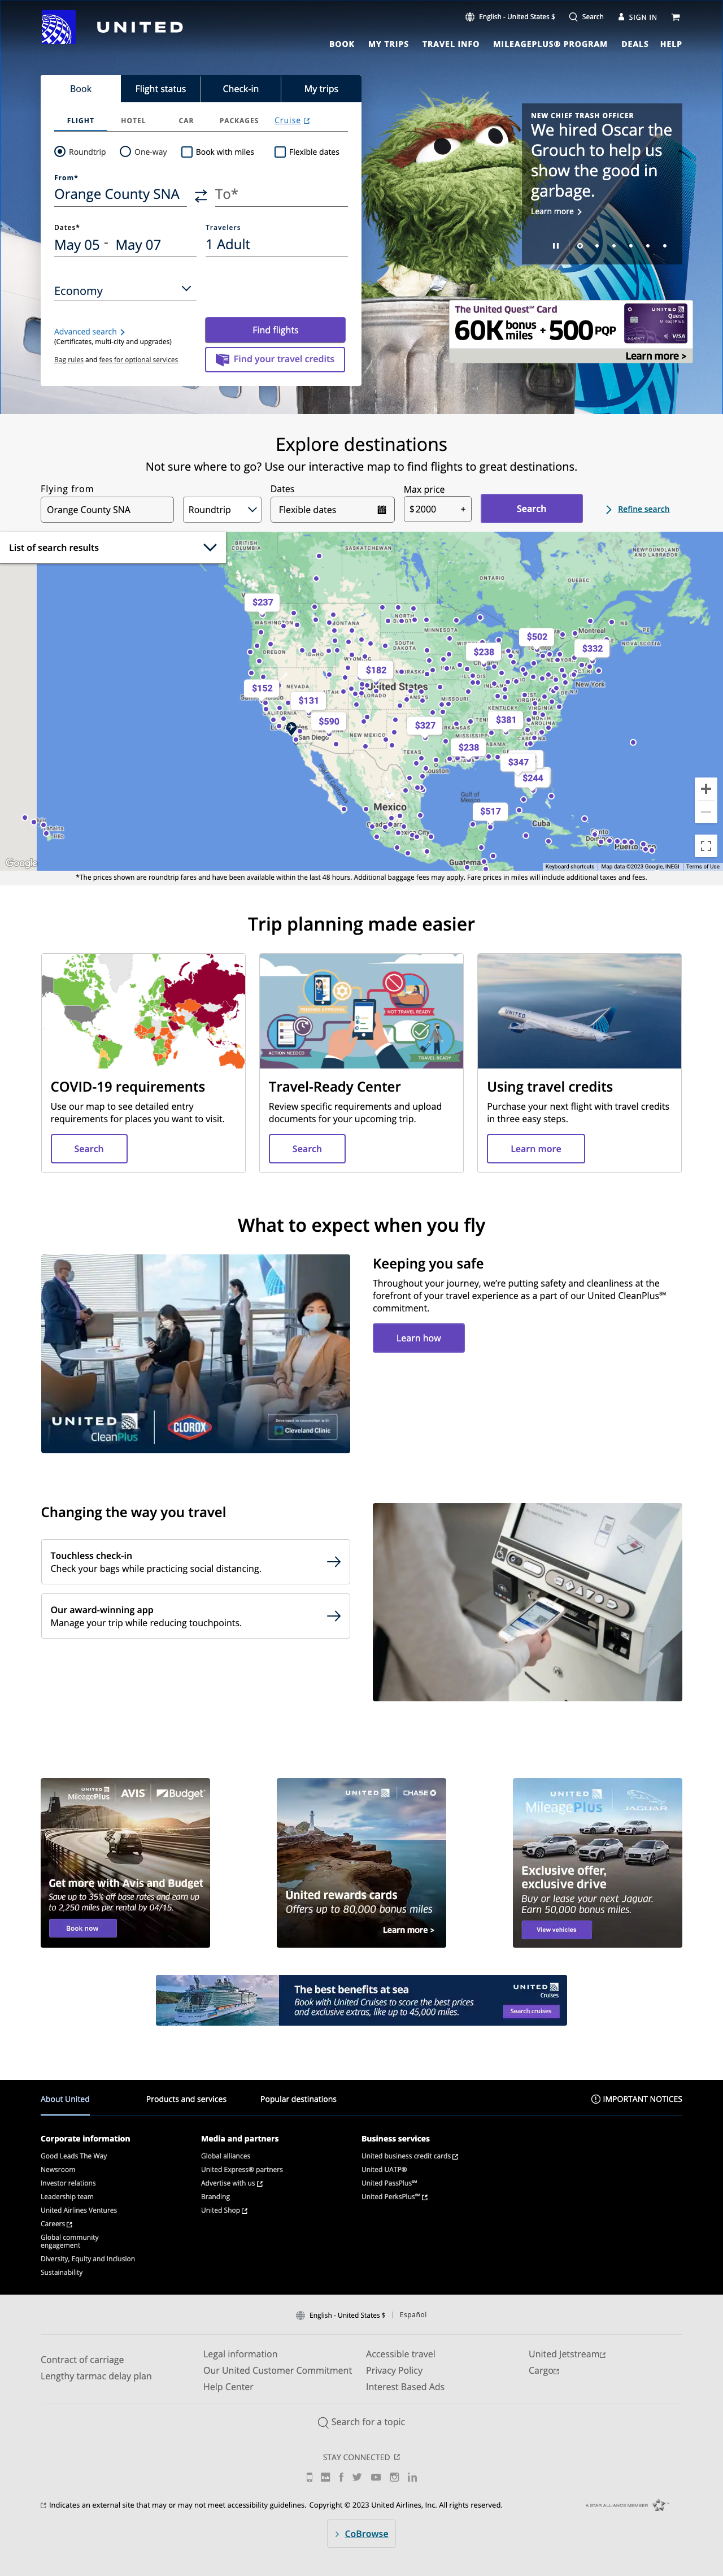 UNITED
English - United States $
Search
SIGN IN
BOOK
MY TRIPS
TRAVEL INFO
MILEAGEPLUS® PROGRAM
DEALS
HELP
Book
Flight status
Check-in
My trips
FLIGHT
HOTEL
CAR
PACKAGES
Cruise
Roundtrip
One-way
Book with miles
Flexible dates
From*
Orange County SNA
To*
Dates*
May 05 - May 07
Travelers
1 Adult
Economy
Advanced search
(Certificates, multi-city upgrades)
Bag rules and fees for optional services
Find flights
Find your travel credits
NEW CHIEF TRASH OFFICER
We hired Oscar the
Grouch to help us
show the good in
garbage.
Learn more
The United Quest℠ Card
60K bonus miles + 500 PQP
Learn more >
Explore destinations
Not sure where to go? Use our interactive map to find flights to great destinations.
Flying from
Orange County SNA
Roundtrip
Dates
Flexible dates
Max price
$ 2000 +
Search
Refine search
List of search results
BRITISH
COLUMBIA
SASKATCHEWAN
NEWFOUNDLAND
AND LABRADOR
ONTARIO
QUEBEC
$237
WASHINGTON
MONTANA
MINNESOTA
Montreal
NOVA SCOTIA
$502
$332
$238
OREGON
SOUTH
DAKOTA
$182
$152
NEVADA
New York
$131
CALIFORNIA
$590
San Diego
NEW MEXICO
KENTUCKY
$381
$327
$238
$347
$244
Gulf of
Mexico
Mexico
$517
Cuba
Guatemala
Google
Keyboard shortcuts
Map data ©2023 Google, INEGI
Terms of Use
*The prices shown are roundtrip fares and have been available within the last 48 hours. Additional baggage fees may apply. Fare prices in miles will include additional taxes and fees.
Trip planning made easier
COVID-19 requirements
Use our map to see detailed entry
requirements for places you want to visit.
Search
PENDING APPROVAL
NOT TRAVEL READY
ACTION NEEDED
TRAVEL READY
Travel-Ready Center
Review specific requirements and upload
documents for your upcoming trip.
Search
Using travel credits
Purchase your next flight with travel credits
in three easy steps.
Learn more
What to expect when you fly
UNITED
CleanPlus
CLOROX
Cleveland Clinic
Keeping you safe
Throughout your journey, we're putting safety and cleanliness at the
forefront of your travel experience as a part of our United CleanPlus℠
commitment.
Learn how
Changing the way you travel
Touchless check-in
Check your bags while practicing social distancing.
Our award-winning app
Manage your trip while reducing touchpoints.
UNITED
MileagePlus
AVIS
Budget
Get more with Avis and Budget
Save up to 35% off base rates and earn up
to 2,250 miles per rental by 04/15.
Book now
UNITED
CHASE
United rewards cards
Offers up to 80,000 bonus miles
Learn more >
UNITED
MileagePlus
JAGUAR
Exclusive offer,
exclusive drive
Buy or lease your next Jaguar.
Earn 50,000 bonus miles.
View vehicles
The best benefits at sea
Book with United Cruises to score the best prices
and exclusive extras, like up to 45,000 miles.
UNITED
Cruises
Search cruises
About United
Products and services
Popular destinations
IMPORTANT NOTICES
Corporate information
Good Leads The Way
Newsroom
Investor relations
Leadership team
United Airlines Ventures
Careers
Global community
engagement
Diversity, Equity and Inclusion
Sustainability
Media and partners
Global alliances
United Express® partners
Advertise with us
Branding
United Shop
Business services
United business credit cards
United UATP®
United PassPlus℠
United PerksPlus℠
English - United States $
Español
Contract of carriage
Lengthy tarmac delay plan
Legal information
Our United Customer Commitment
Help Center
Accessible travel
Privacy Policy
Interest Based Ads
United Jetstream
Cargo
Search for a topic
STAY CONNECTED
Indicates an external site that may or may not meet accessibility guidelines. Copyright © 2023 United Airlines, Inc. All rights reserved.
A STAR ALLIANCE MEMBER
CoBrowse